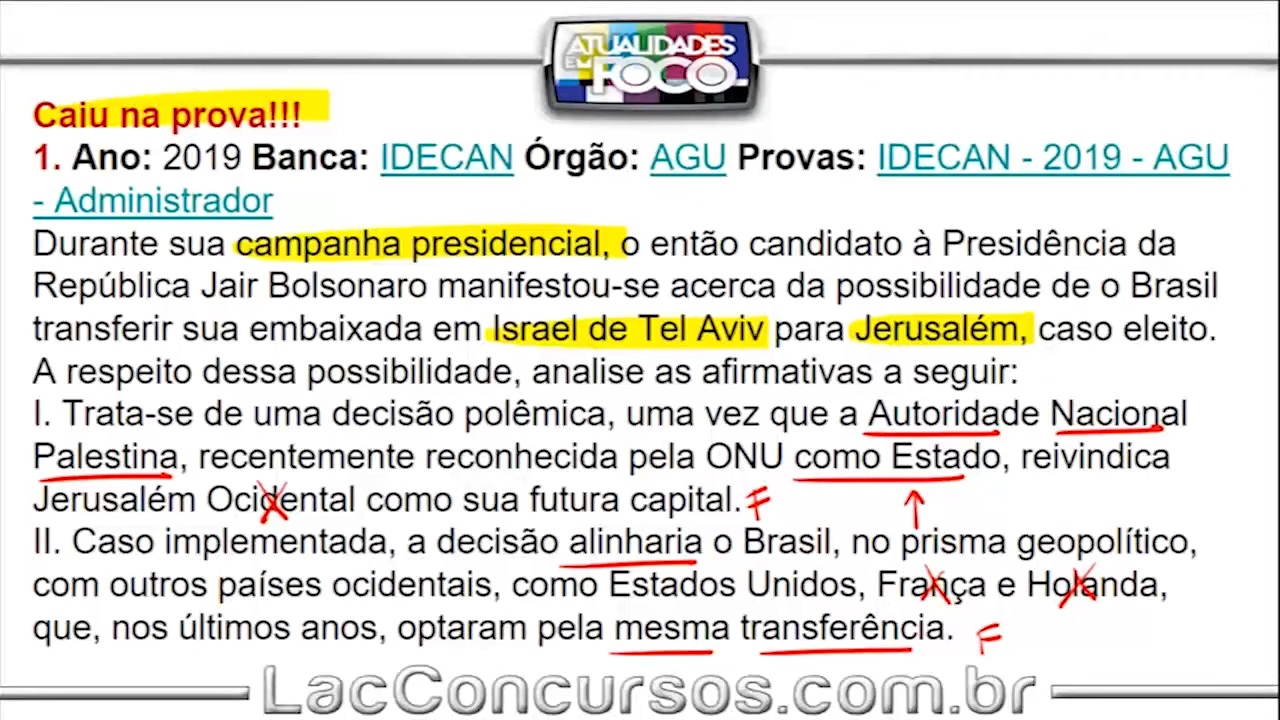 ATUALIDADES
EM FOCO
Caiu na prova!!!
1. Ano: 2019 Banca: IDECAN Órgão: AGU Provas: IDECAN - 2019 - AGU
- Administrador
Durante sua campanha presidencial, o então candidato à Presidência da
República Jair Bolsonaro manifestou-se acerca da possibilidade de o Brasil
transferir sua embaixada em Israel de Tel Aviv para Jerusalém, caso eleito.
A respeito dessa possibilidade, analise as afirmativas a seguir:
I. Trata-se de uma decisão polêmica, uma vez que a Autoridade Nacional
Palestina, recentemente reconhecida pela ONU como Estado, reivindica
Jerusalém Ocidental como sua futura capital. F
II. Caso implementada, a decisão alinharia o Brasil, no prisma geopolítico,
com outros países ocidentais, como Estados Unidos, França e Holanda,
que, nos últimos anos, optaram pela mesma transferência. F
LacConcursos.com.br